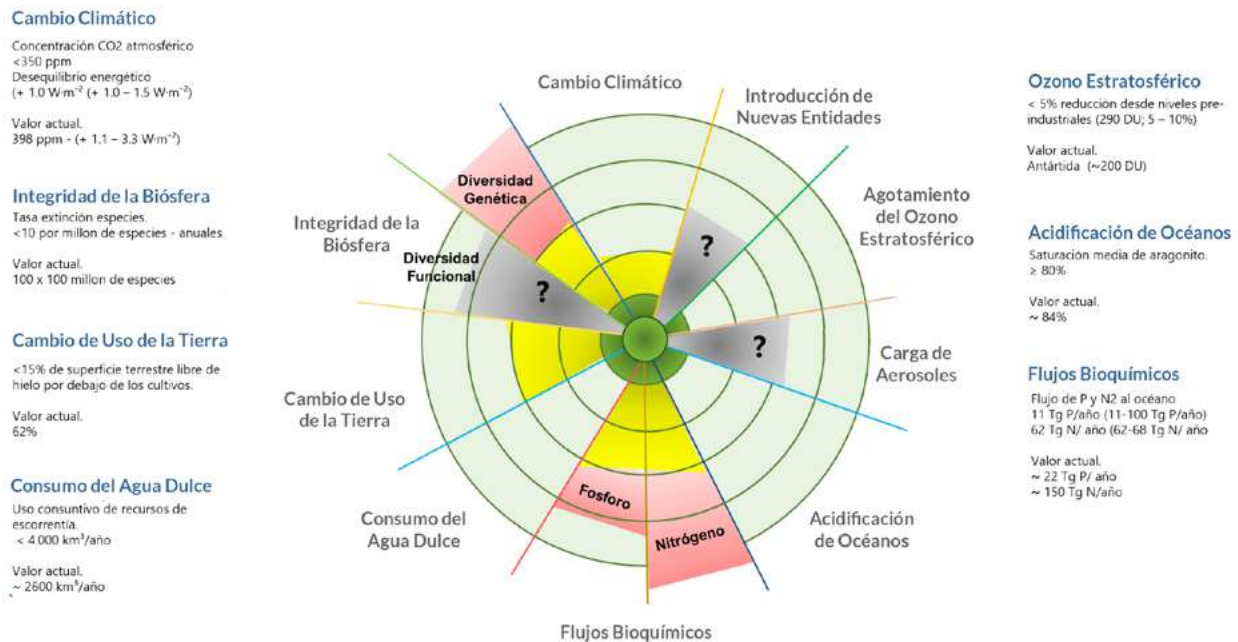 Cambio Climático
Concentración CO2 atmosférico
<350 ppm
Desequilibrio energético
(+ 1.0 W·m⁻² (+ 1.0 – 1.5 W·m⁻²)
Valor actual.
398 ppm - (+ 1.1 – 3.3 W·m⁻²)
Integridad de la Biósfera
Tasa extinción especies.
<10 por millon de especies - anuales
Valor actual.
100 x 100 millon de especies
Cambio de Uso de la Tierra
<15% de superficie terrestre libre de
hielo por debajo de los cultivos.
Valor actual.
62%
Consumo del Agua Dulce
Uso consuntivo de recursos de
escorrentía.
< 4.000 km³/año
Valor actual.
~ 2600 km³/año
Cambio Climático
Introducción de
Nuevas Entidades
Agotamiento
del Ozono
Estratosférico
Carga de
Aerosoles
Acidificación
de Océanos
Flujos Bioquímicos
Consumo del
Agua Dulce
Cambio de Uso
de la Tierra
Integridad de la
Biósfera
Diversidad
Genética
Diversidad
Funcional
?
?
?
Fosforo
Nitrógeno
Ozono Estratosférico
< 5% reducción desde niveles pre-
industriales (290 DU; 5 – 10%)
Valor actual.
Antártida (~200 DU)
Acidificación de Océanos
Saturación media de aragonito.
≥ 80%
Valor actual.
~ 84%
Flujos Bioquímicos
Flujo de P y N2 al océano
11 Tg P/año (11-100 Tg P/año)
62 Tg N/ año (62-68 Tg N/ año
Valor actual.
~ 22 Tg P/ año
~ 150 Tg N/año